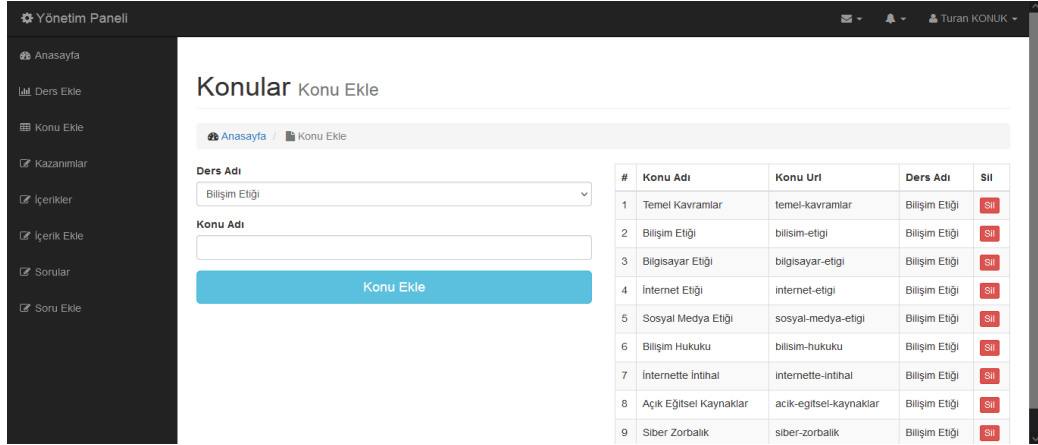 Yönetim Paneli
Turan KONUK
Anasayfa
Ders Ekle
Konu Ekle
Kazanımlar
İçerikler
İçerik Ekle
Sorular
Soru Ekle
Konular Konu Ekle
Anasayfa / Konu Ekle
Ders Adı
Bilişim Etiği
Konu Adı
Konu Ekle
# Konu Adı Konu Url Ders Adı Sil
1 Temel Kavramlar temel-kavramlar Bilişim Etiği Sil
2 Bilişim Etiği bilisim-etigi Bilişim Etiği Sil
3 Bilgisayar Etiği bilgisayar-etigi Bilişim Etiği Sil
4 İnternet Etiği internet-etigi Bilişim Etiği Sil
5 Sosyal Medya Etiği sosyal-medya-etigi Bilişim Etiği Sil
6 Bilişim Hukuku bilisim-hukuku Bilişim Etiği Sil
7 İnternette İntihal internette-intihal Bilişim Etiği Sil
8 Açık Eğitsel Kaynaklar acik-egitsel-kaynaklar Bilişim Etiği Sil
9 Siber Zorbalık siber-zorbalik Bilişim Etiği Sil